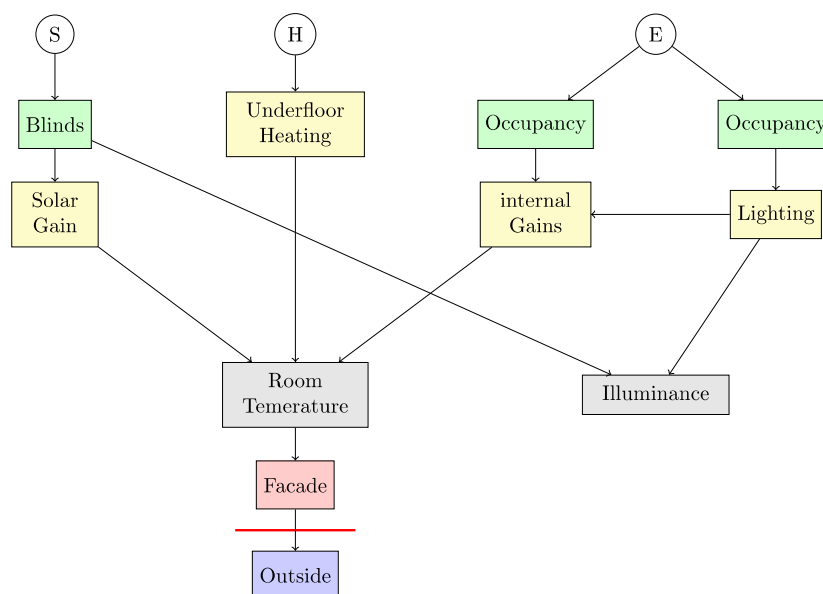 S
H
E
Blinds
Underfloor
Heating
Occupancy
Occupancy
Solar
Gain
internal
Gains
Lighting
Room
Temerature
Illuminance
Facade
Outside